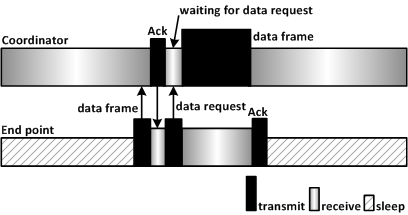 waiting for data request
Ack
Coordinator
data frame
data frame
data request
Ack
End point
transmit
receive
sleep